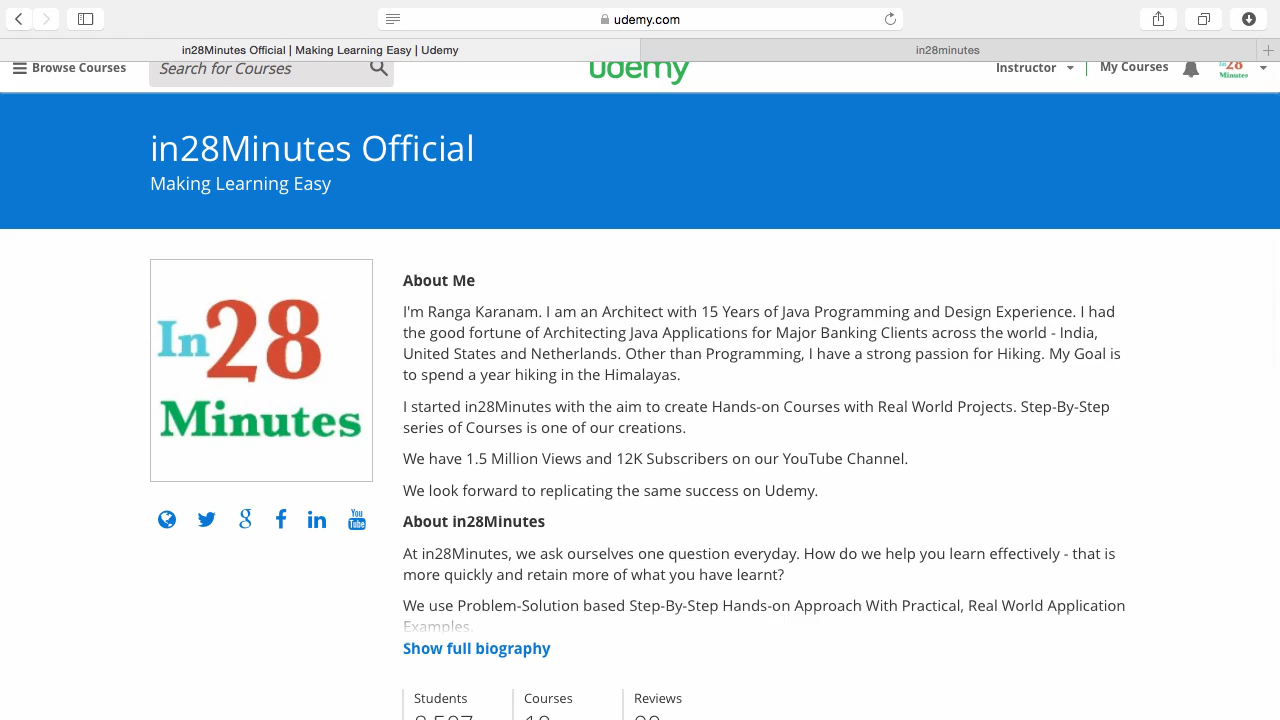 udemy.com
in28Minutes Official | Making Learning Easy | Udemy
in28minutes
Browse Courses
Search for Courses
udemy
Instructor
My Courses
in28
Minutes
in28Minutes Official
Making Learning Easy
In28
Minutes
About Me
I'm Ranga Karanam. I am an Architect with 15 Years of Java Programming and Design Experience. I had
the good fortune of Architecting Java Applications for Major Banking Clients across the world - India,
United States and Netherlands. Other than Programming, I have a strong passion for Hiking. My Goal is
to spend a year hiking in the Himalayas.
I started in28Minutes with the aim to create Hands-on Courses with Real World Projects. Step-By-Step
series of Courses is one of our creations.
We have 1.5 Million Views and 12K Subscribers on our YouTube Channel.
We look forward to replicating the same success on Udemy.
You
Tube
About in28Minutes
At in28Minutes, we ask ourselves one question everyday. How do we help you learn effectively - that is
more quickly and retain more of what you have learnt?
We use Problem-Solution based Step-By-Step Hands-on Approach With Practical, Real World Application
Examples.
Show full biography
Students
Courses
Reviews